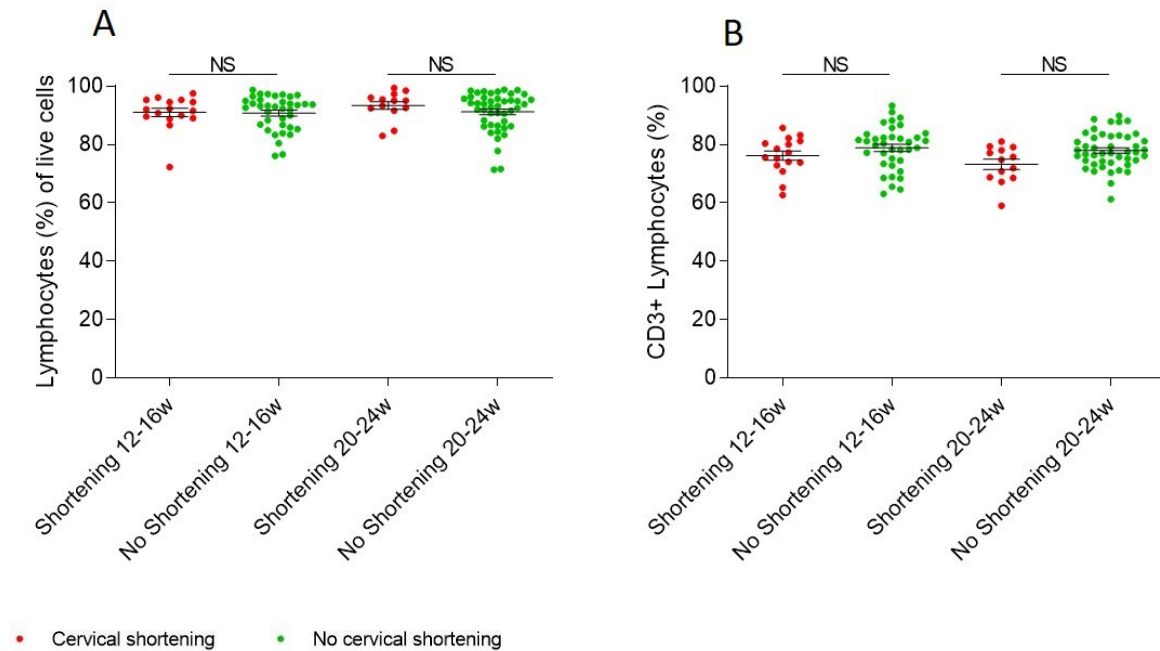 A
NS
NS
Lymphocytes (%) of live cells
100
80
60
40
20
0
Shortening 12-16w
No Shortening 12-16w
Shortening 20-24w
No Shortening 20-24w
B
NS
NS
CD3+ Lymphocytes (%)
100
80
60
40
20
0
Shortening 12-16w
No Shortening 12-16w
Shortening 20-24w
No Shortening 20-24w
Cervical shortening
No cervical shortening